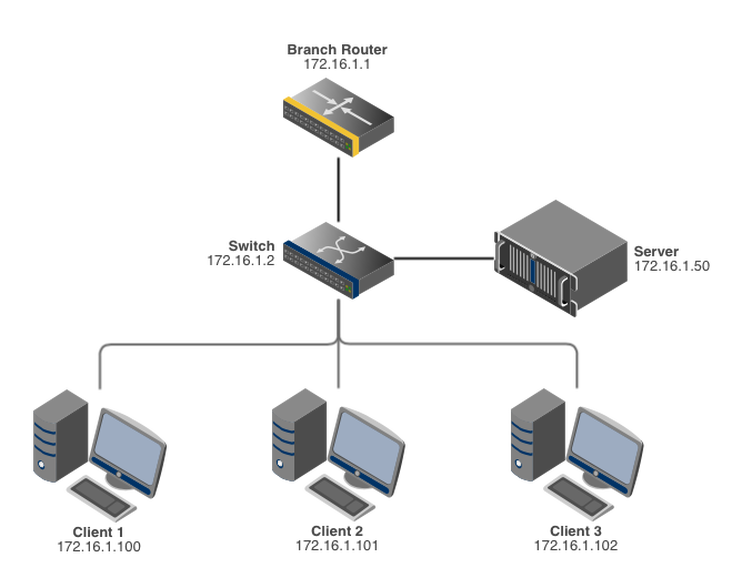 Branch Router
172.16.1.1
Switch
172.16.1.2
Server
172.16.1.50
Client 1
172.16.1.100
Client 2
172.16.1.101
Client 3
172.16.1.102